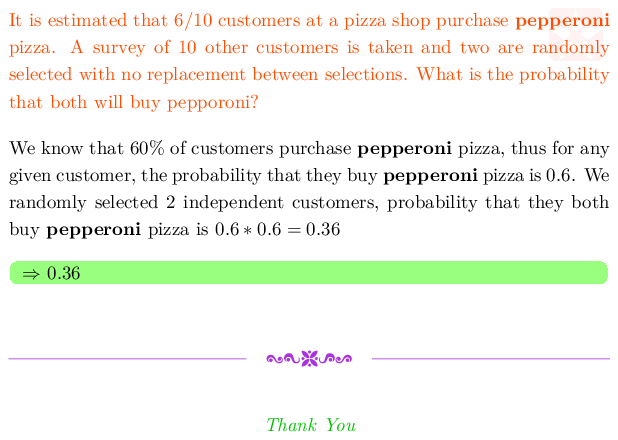 It is estimated that 6/10 customers at a pizza shop purchase pepperoni
pizza. A survey of 10 other customers is taken and two are randomly
selected with no replacement between selections. What is the probability
that both will buy pepporoni?
We know that 60% of customers purchase pepperoni pizza, thus for any
given customer, the probability that they buy pepperoni pizza is 0.6. We
randomly selected 2 independent customers, probability that they both
buy pepperoni pizza is 0.6 ∗ 0.6 = 0.36
⇒ 0.36
Thank You